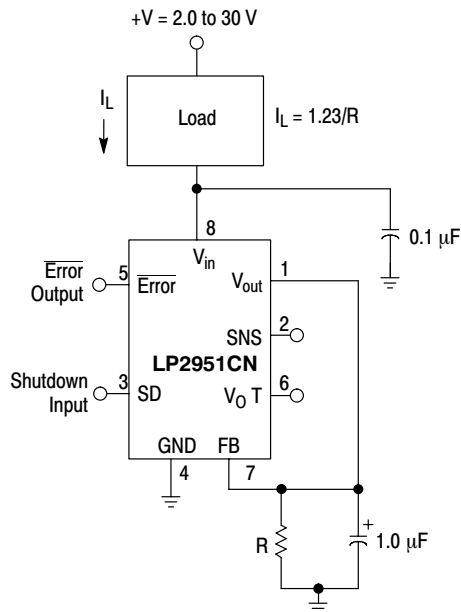 +V = 2.0 to 30 V
I_L
Load
I_L = 1.23/R
8
0.1 µF
V_in
Error
Output
5
Error
V_out
1
SNS
2
LP2951CN
Shutdown
Input
3
SD
V_O T
6
GND
FB
4
7
R
+
1.0 µF